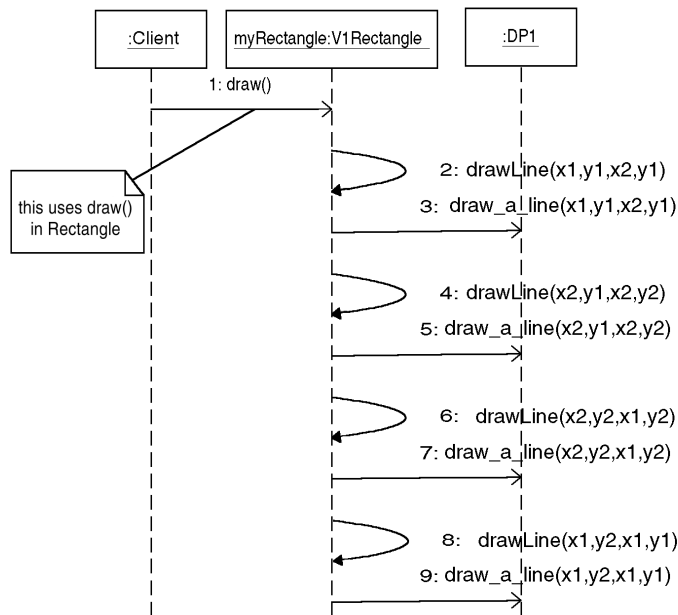 :Client
myRectangle:V1Rectangle
:DP1
1: draw()
this uses draw()
in Rectangle
2: drawLine(x1,y1,x2,y1)
3: draw_a_line(x1,y1,x2,y1)
4: drawLine(x2,y1,x2,y2)
5: draw_a_line(x2,y1,x2,y2)
6: drawLine(x2,y2,x1,y2)
7: draw_a_line(x2,y2,x1,y2)
8: drawLine(x1,y2,x1,y1)
9: draw_a_line(x1,y2,x1,y1)